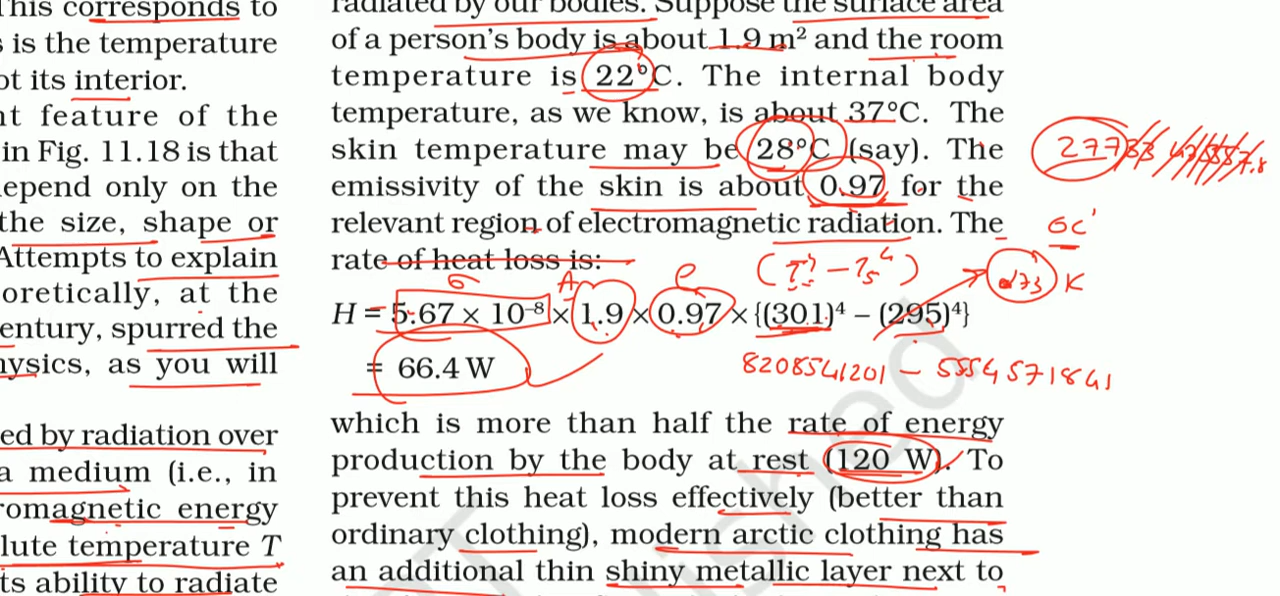 This corresponds to
s is the temperature
ot its interior.
nt feature of the
in Fig. 11.18 is that
epend only on the
the size, shape or
Attempts to explain
oretically, at the
entury, spurred the
hysics, as you will
ed by radiation over
a medium (i.e., in
romagnetic energy
lute temperature T
ts ability to radiate
radiated by our bodies. Suppose the surface area
of a person's body is about 1.9 m² and the room
temperature is 22°C. The internal body
temperature, as we know, is about 37°C. The
skin temperature may be 28°C (say). The
emissivity of the skin is about 0.97 for the
relevant region of electromagnetic radiation. The
rate of heat loss is:
H = 5.67 × 10⁻⁸ × 1.9 × 0.97 × {(301)⁴ – (295)⁴}
= 66.4 W
which is more than half the rate of energy
production by the body at rest (120 W). To
prevent this heat loss effectively (better than
ordinary clothing), modern arctic clothing has
an additional thin shiny metallic layer next to
277
σ A e
273 K
8208541201 –